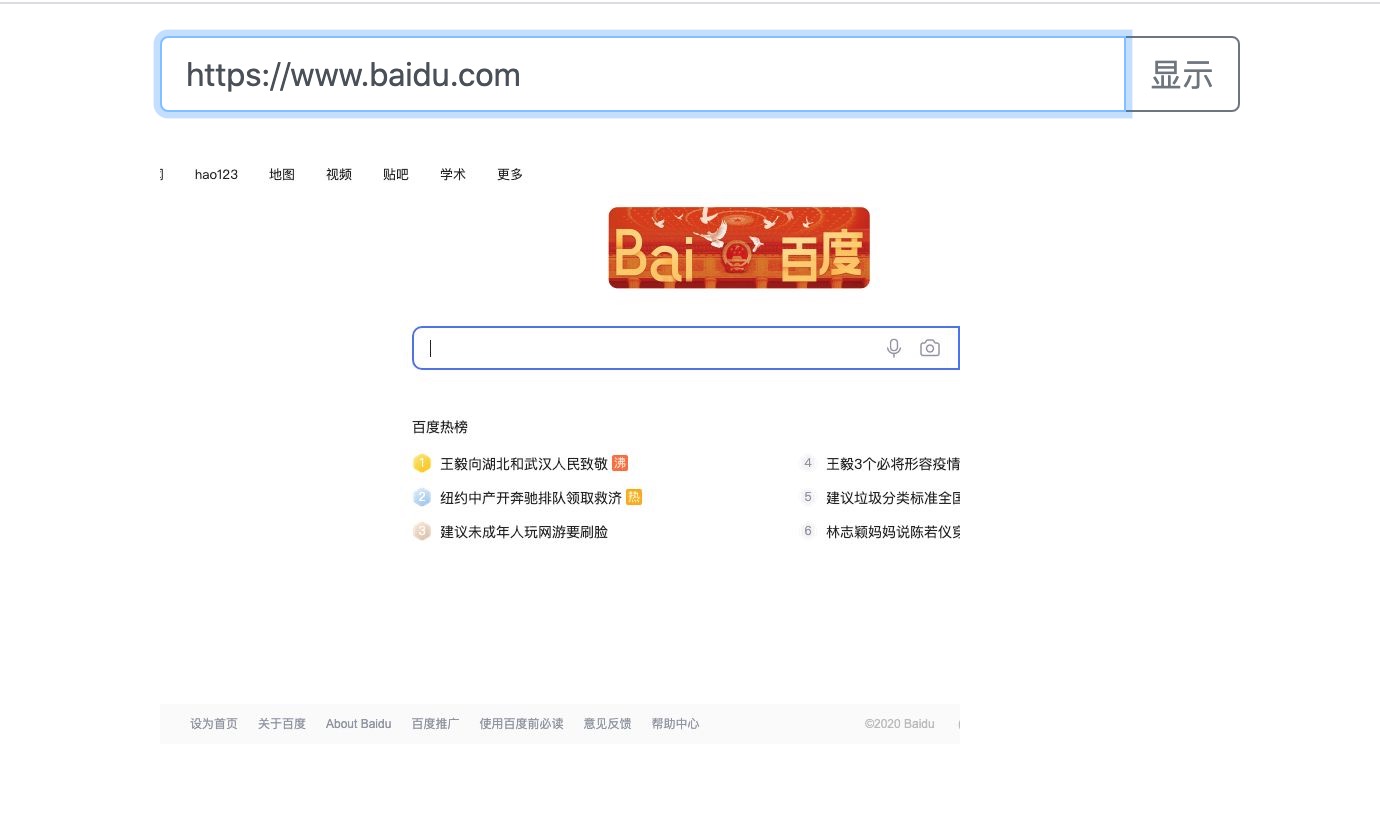 https://www.baidu.com 显示
hao123 地图 视频 贴吧 学术 更多
Bai 百度
百度热榜
1 王毅向湖北和武汉人民致敬 沸 4 王毅3个必将形容疫情
2 纽约中产开奔驰排队领取救济 热 5 建议垃圾分类标准全国
3 建议未成年人玩网游要刷脸 6 林志颖妈妈说陈若仪穿
设为首页 关于百度 About Baidu 百度推广 使用百度前必读 意见反馈 帮助中心 ©2020 Baidu